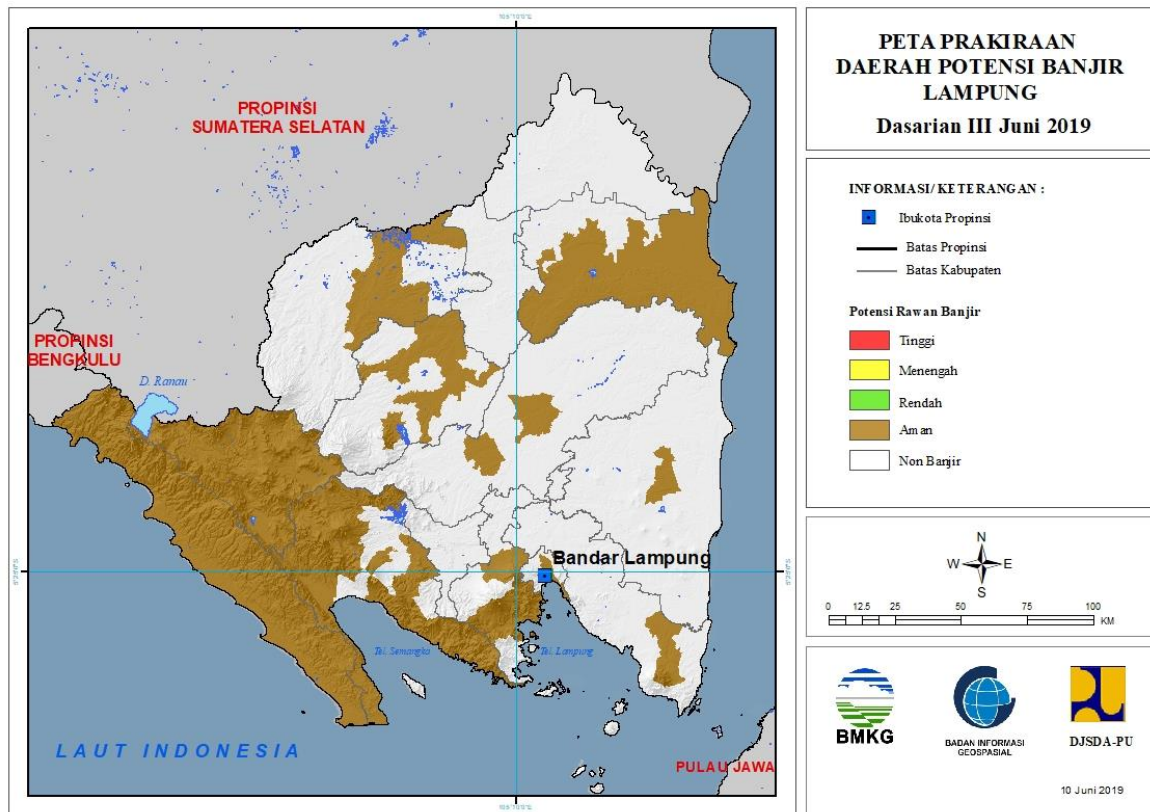 105°10'0"E
PROPINSI
SUMATERA SELATAN
PROPINSI
BENGKULU
D. Ranau
Bandar Lampung
Tel. Semangka
Tel. Lampung
LAUT INDONESIA
PULAU JAWA
PETA PRAKIRAAN
DAERAH POTENSI BANJIR
LAMPUNG
Dasarian III Juni 2019
INFORMASI/ KETERANGAN :
Ibukota Propinsi
Batas Propinsi
Batas Kabupaten
Potensi Rawan Banjir
Tinggi
Menengah
Rendah
Aman
Non Banjir
N
W E
S
0 12.5 25 50 75 100
KM
BMKG
BADAN INFORMASI
GEOSPASIAL
DJSDA-PU
10 Juni 2019